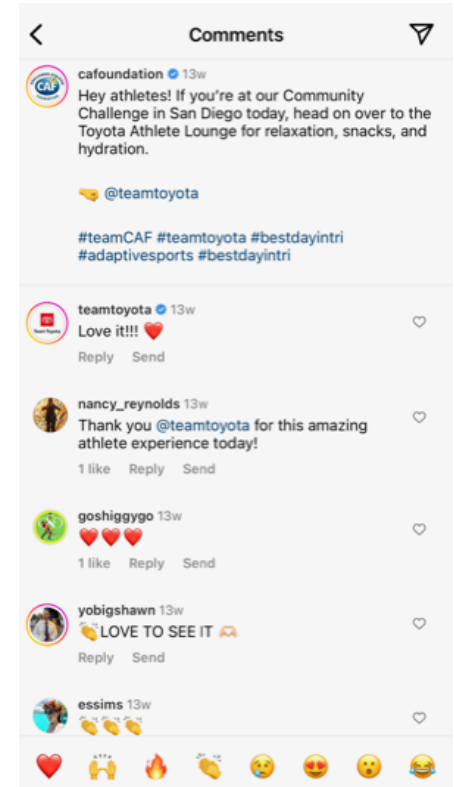 Comments
cafoundation 13w
Hey athletes! If you're at our Community
Challenge in San Diego today, head on over to the
Toyota Athlete Lounge for relaxation, snacks, and
hydration.
🤜 @teamtoyota
#teamCAF #teamtoyota #bestdayintri
#adaptivesports #bestdayintri
teamtoyota 13w
Love it!!! ❤️
Reply Send
nancy_reynolds 13w
Thank you @teamtoyota for this amazing
athlete experience today!
1 like Reply Send
goshiggygo 13w
❤️❤️❤️
1 like Reply Send
yobigshawn 13w
👏LOVE TO SEE IT 🫶🏼
Reply Send
essims 13w
👏👏👏
CAF
Team Toyota